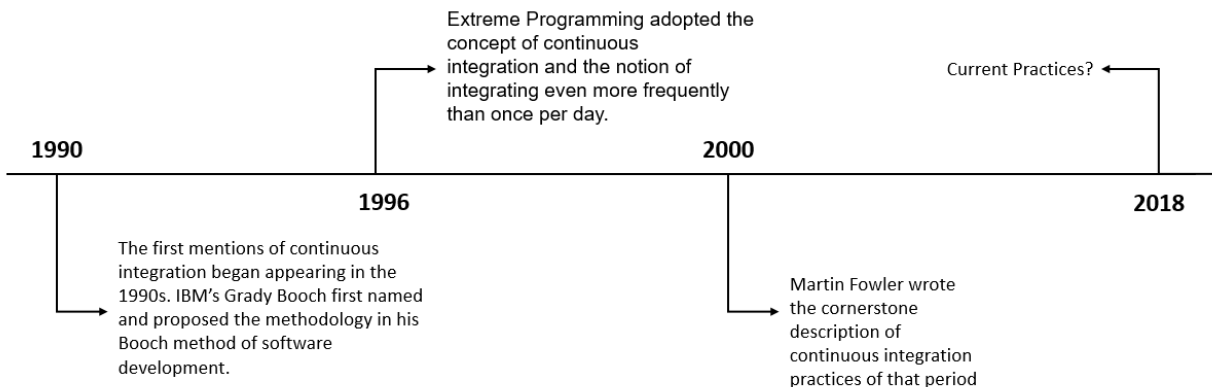 Extreme Programming adopted the
concept of continuous
integration and the notion of
integrating even more frequently
than once per day.
Current Practices?
1990
2000
1996
2018
The first mentions of continuous
integration began appearing in the
1990s. IBM's Grady Booch first named
and proposed the methodology in his
Booch method of software
development.
Martin Fowler wrote
the cornerstone
description of
continuous integration
practices of that period